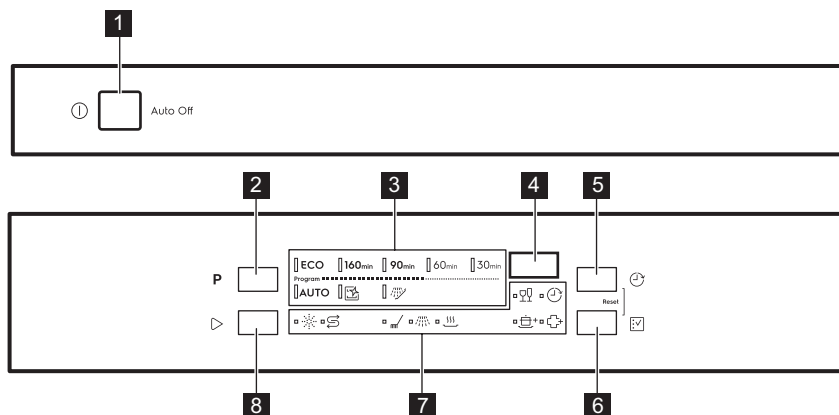 1
Auto Off
2 3 4 5
P
ECO 160min 90min 60min 30min
Program
AUTO
Reset
8 7 6